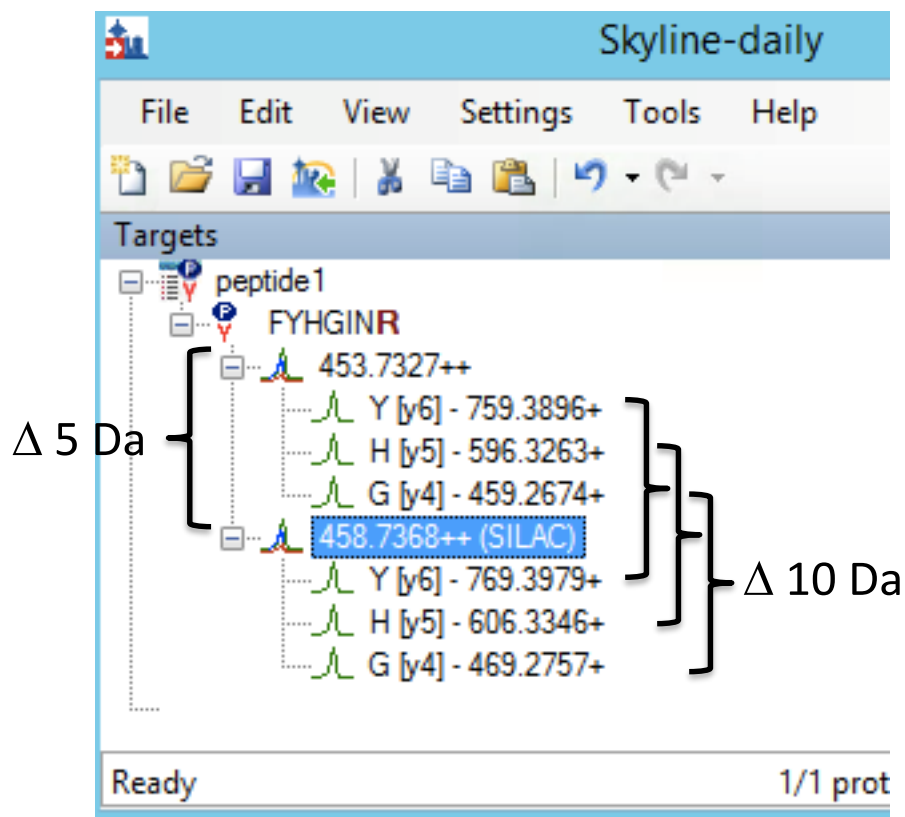 Skyline-daily
File Edit View Settings Tools Help
Targets
peptide1
FYHGINR
453.7327++
Y [y6] - 759.3896+
H [y5] - 596.3263+
G [y4] - 459.2674+
Δ 5 Da
458.7368++ (SILAC)
Y [y6] - 769.3979+
H [y5] - 606.3346+
G [y4] - 469.2757+
Δ 10 Da
Ready 1/1 prot